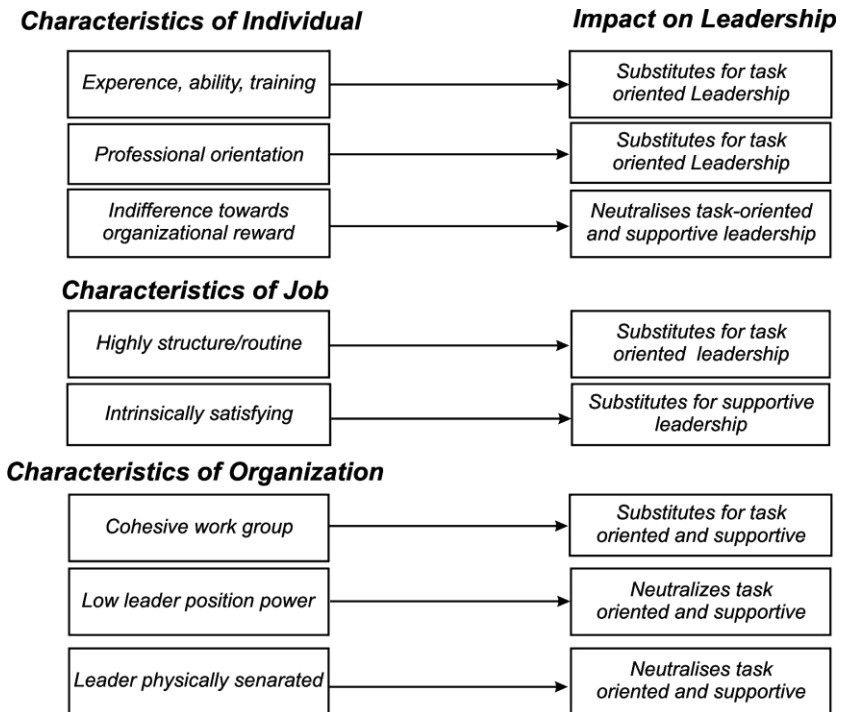 Characteristics of Individual
Impact on Leadership
Experence, ability, training
Substitutes for task
oriented Leadership
Professional orientation
Substitutes for task
oriented Leadership
Indifference towards
organizational reward
Neutralises task-oriented
and supportive leadership
Characteristics of Job
Highly structure/routine
Substitutes for task
oriented leadership
Intrinsically satisfying
Substitutes for supportive
leadership
Characteristics of Organization
Cohesive work group
Substitutes for task
oriented and supportive
Low leader position power
Neutralizes task
oriented and supportive
Leader physically senarated
Neutralises task
oriented and supportive